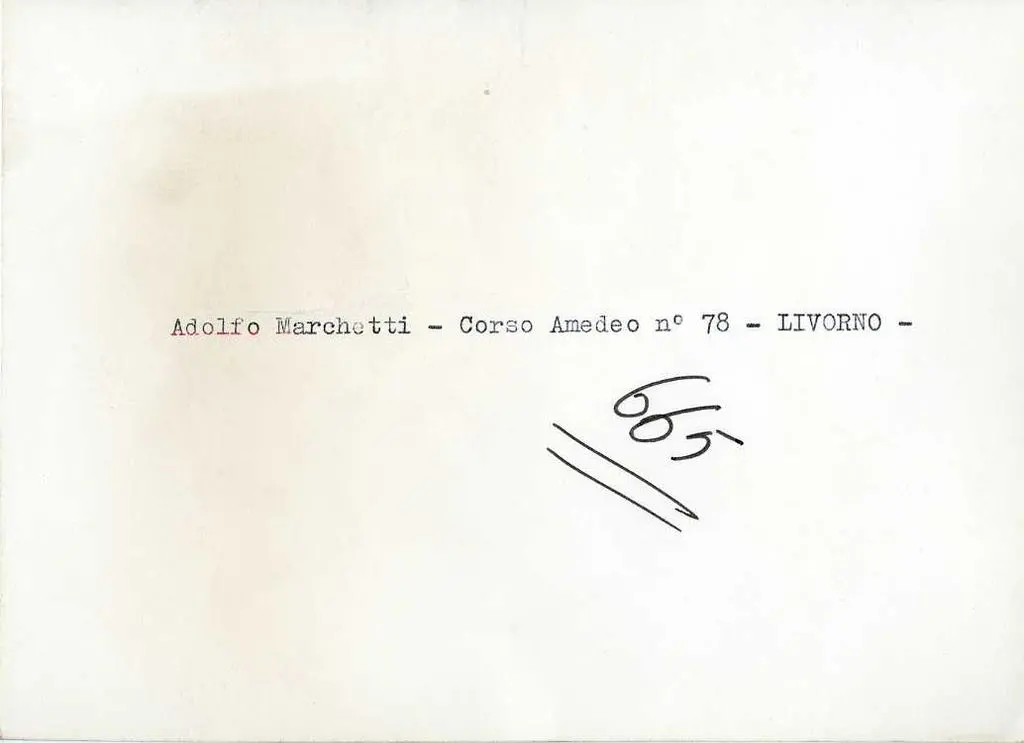 Adolfo Marchetti - Corso Amedeo n° 78 - LIVORNO -
665